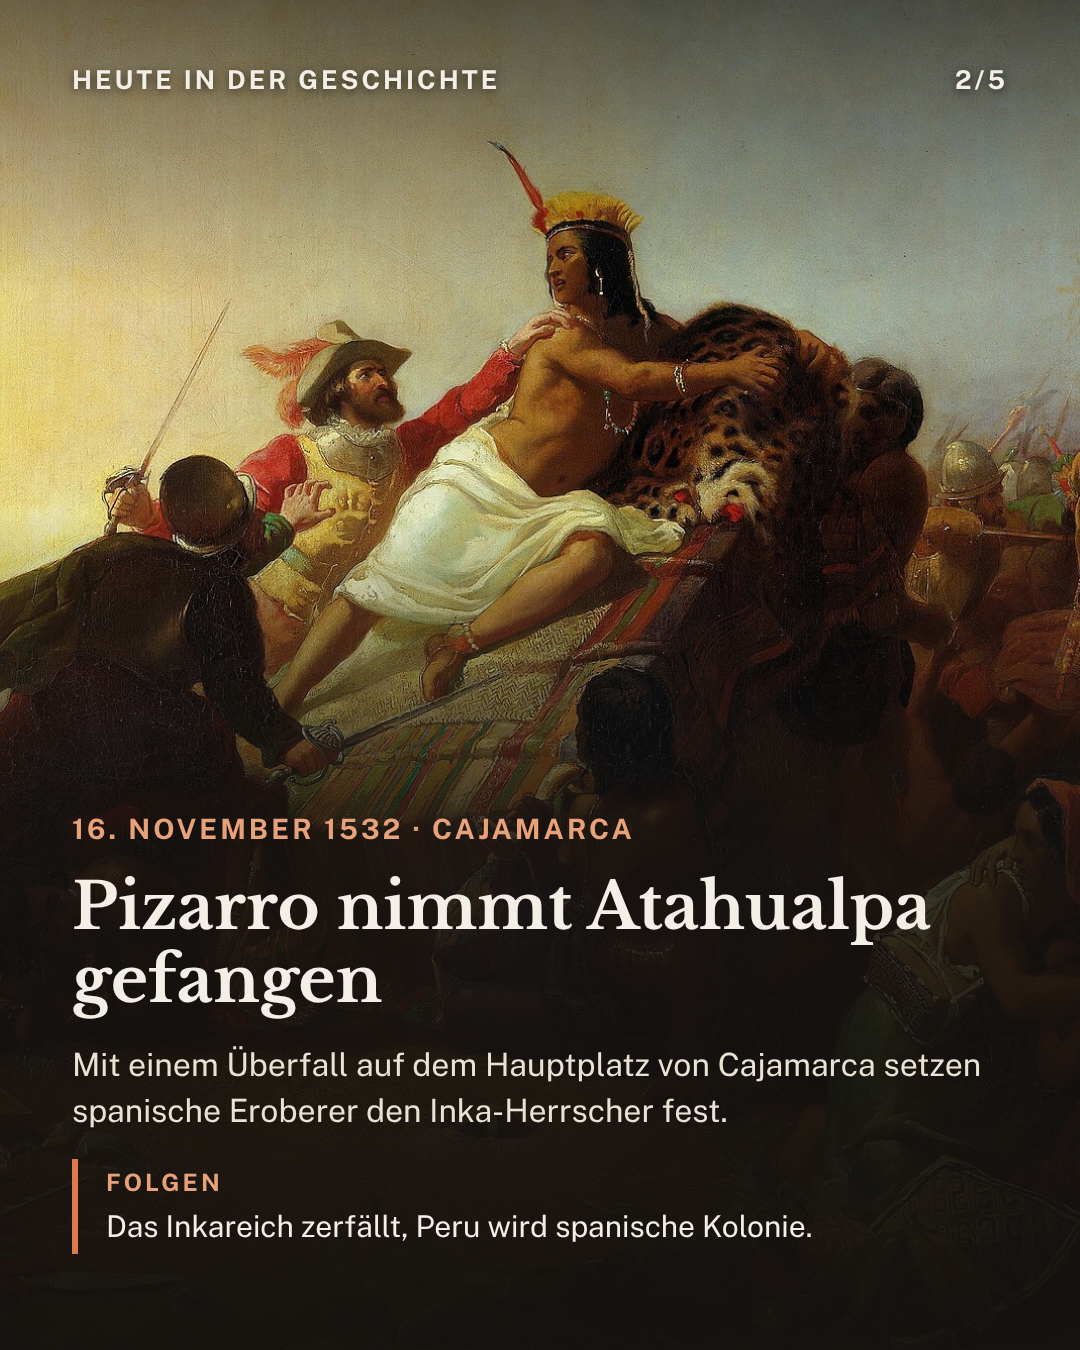 HEUTE IN DER GESCHICHTE
2/5
16. NOVEMBER 1532 · CAJAMARCA
Pizarro nimmt Atahualpa
gefangen
Mit einem Überfall auf dem Hauptplatz von Cajamarca setzen
spanische Eroberer den Inka-Herrscher fest.
FOLGEN
Das Inkareich zerfällt, Peru wird spanische Kolonie.